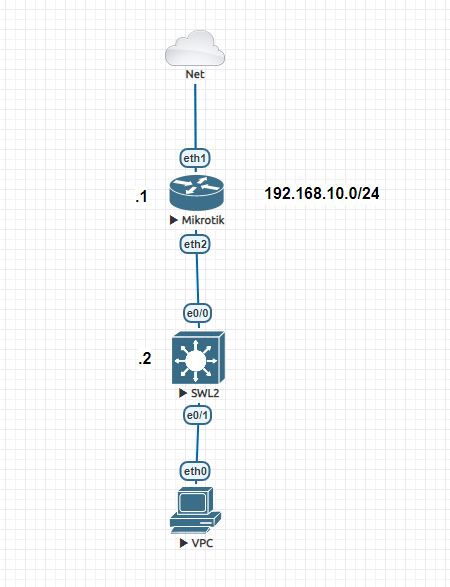 Net
eth1
.1
192.168.10.0/24
Mikrotik
eth2
e0/0
.2
SWL2
e0/1
eth0
VPC